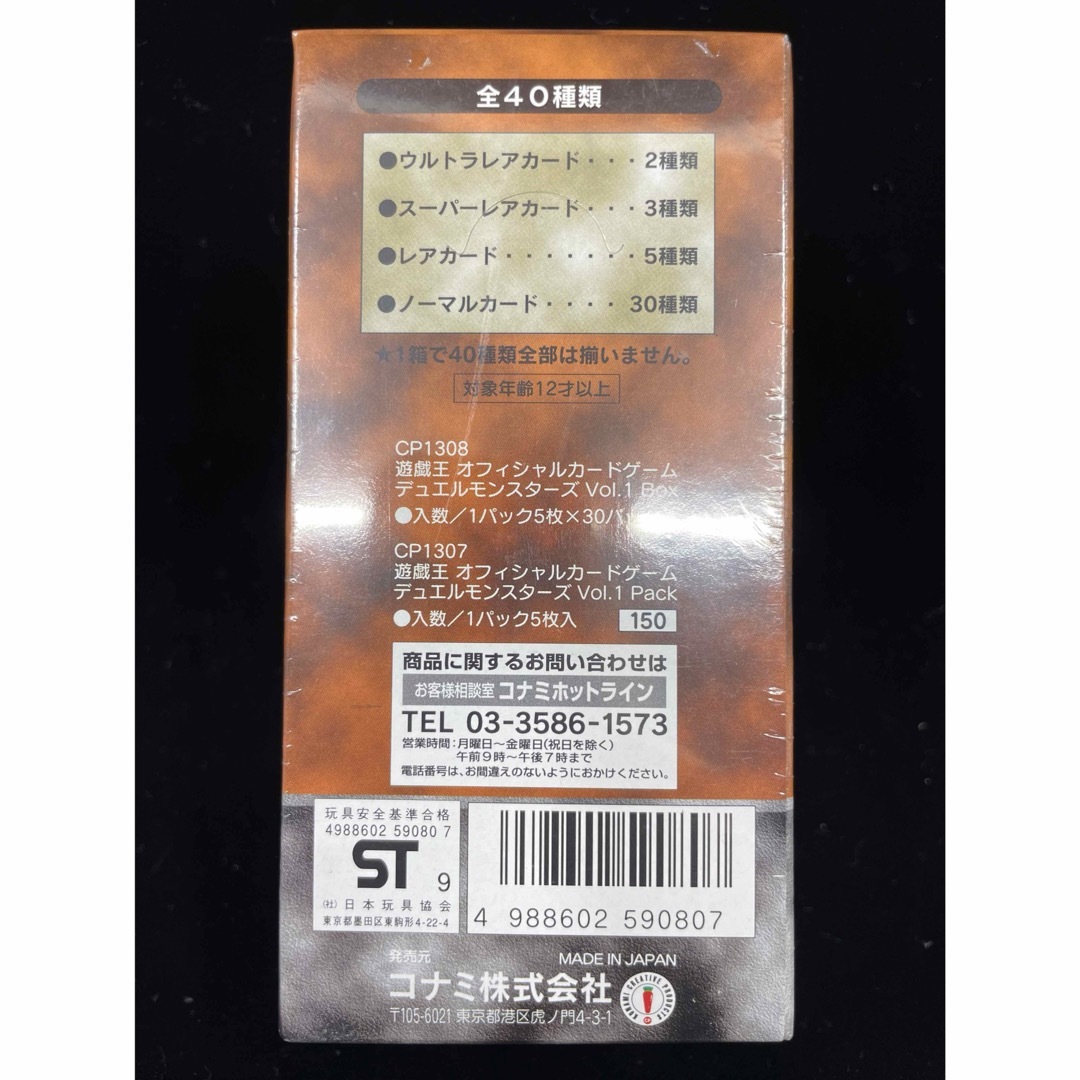 全40種類
●ウルトラレアカード・・・2種類
●スーパーレアカード・・・3種類
●レアカード・・・・・・・5種類
●ノーマルカード・・・・30種類
★1箱で40種類全部は揃いません。
対象年齢12才以上
CP1308
遊戯王 オフィシャルカードゲーム
デュエルモンスターズ Vol.1 Box
●入数/1パック5枚×30パ
CP1307
遊戯王 オフィシャルカードゲーム
デュエルモンスターズ Vol.1 Pack
●入数/1パック5枚入 150
商品に関するお問い合わせは
お客様相談室 コナミホットライン
TEL 03-3586-1573
営業時間:月曜日〜金曜日(祝日を除く)
午前9時〜午後7時まで
電話番号は、お間違えのないようにおかけください。
玩具安全基準合格
4988602 59080 7
ST 9
(社)日本玩具協会
東京都墨田区東駒形4-22-4
4 988602 590807
発売元
MADE IN JAPAN
コナミ株式会社
KONAMI CREATIVE PRODUCTS
〒105-6021 東京都港区虎ノ門4-3-1